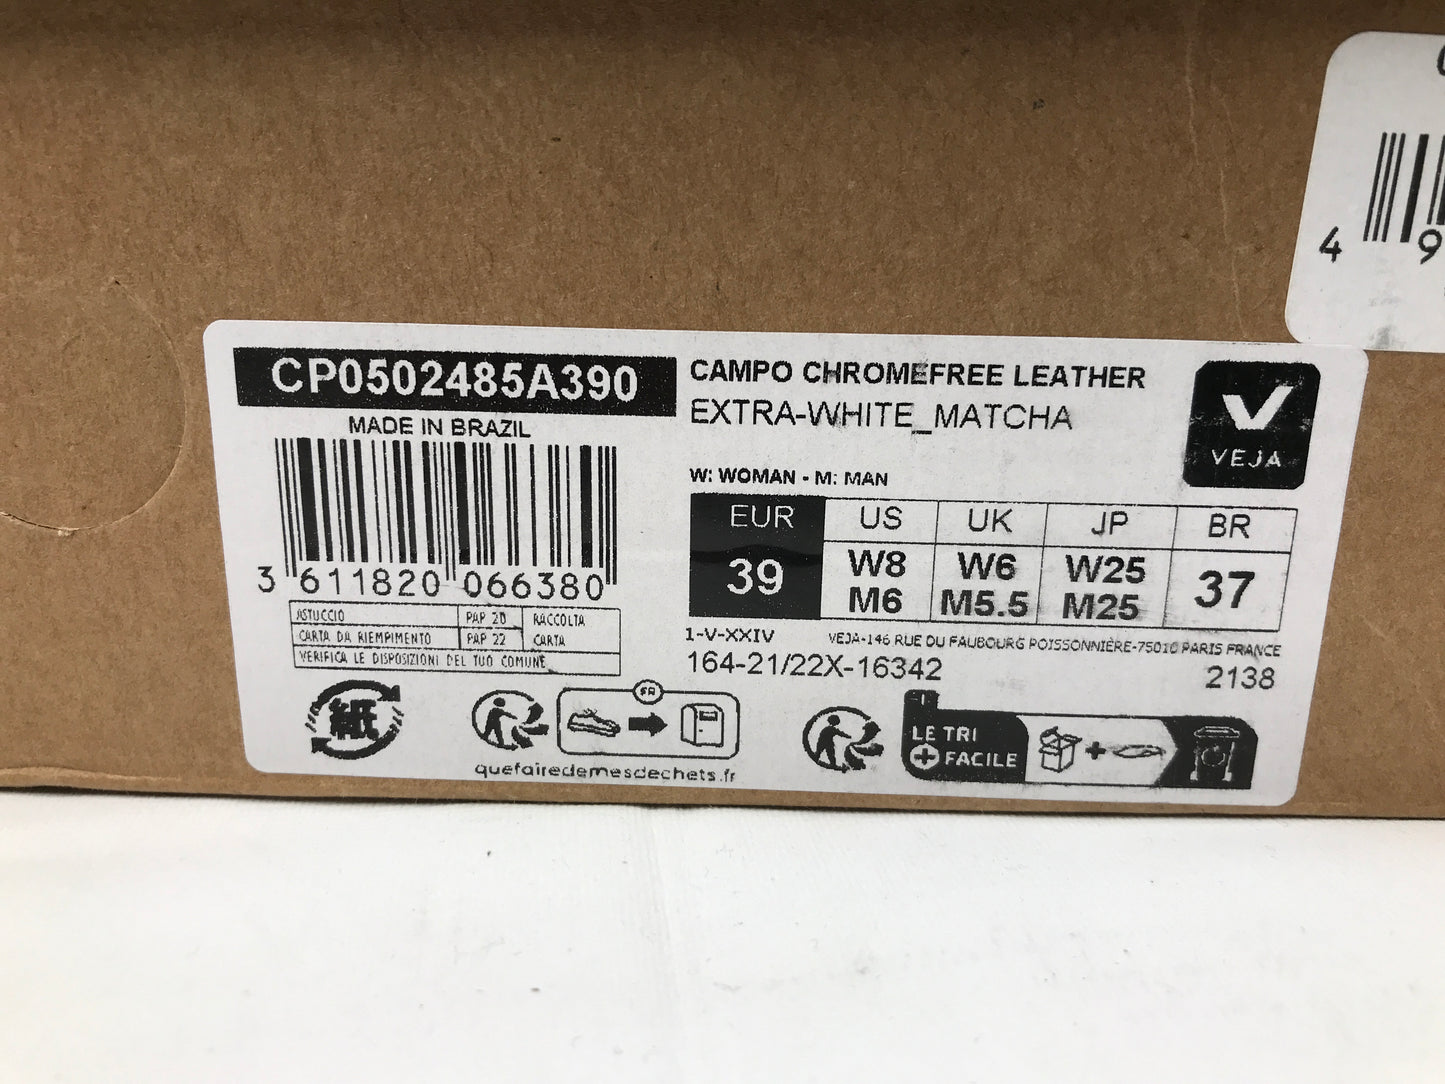 4 9
CP0502485A390
MADE IN BRAZIL
3 611820 066380
ASTUCCIO PAP 20 RACCOLTA
CARTA DA RIEMPIMENTO PAP 22 CARTA
VERIFICA LE DISPOSIZIONI DEL TUO COMUNE
CAMPO CHROMEFREE LEATHER
EXTRA-WHITE_MATCHA
VEJA
W: WOMAN - M: MAN
EUR US UK JP BR
39 W8 W6 W25 37
M6 M5.5 M25
1-V-XXIV VEJA-146 RUE DU FAUBOURG POISSONNIÈRE-75010 PARIS FRANCE
164-21/22X-16342 2138
FR
quefairedemesdechets.fr
LE TRI
+ FACILE